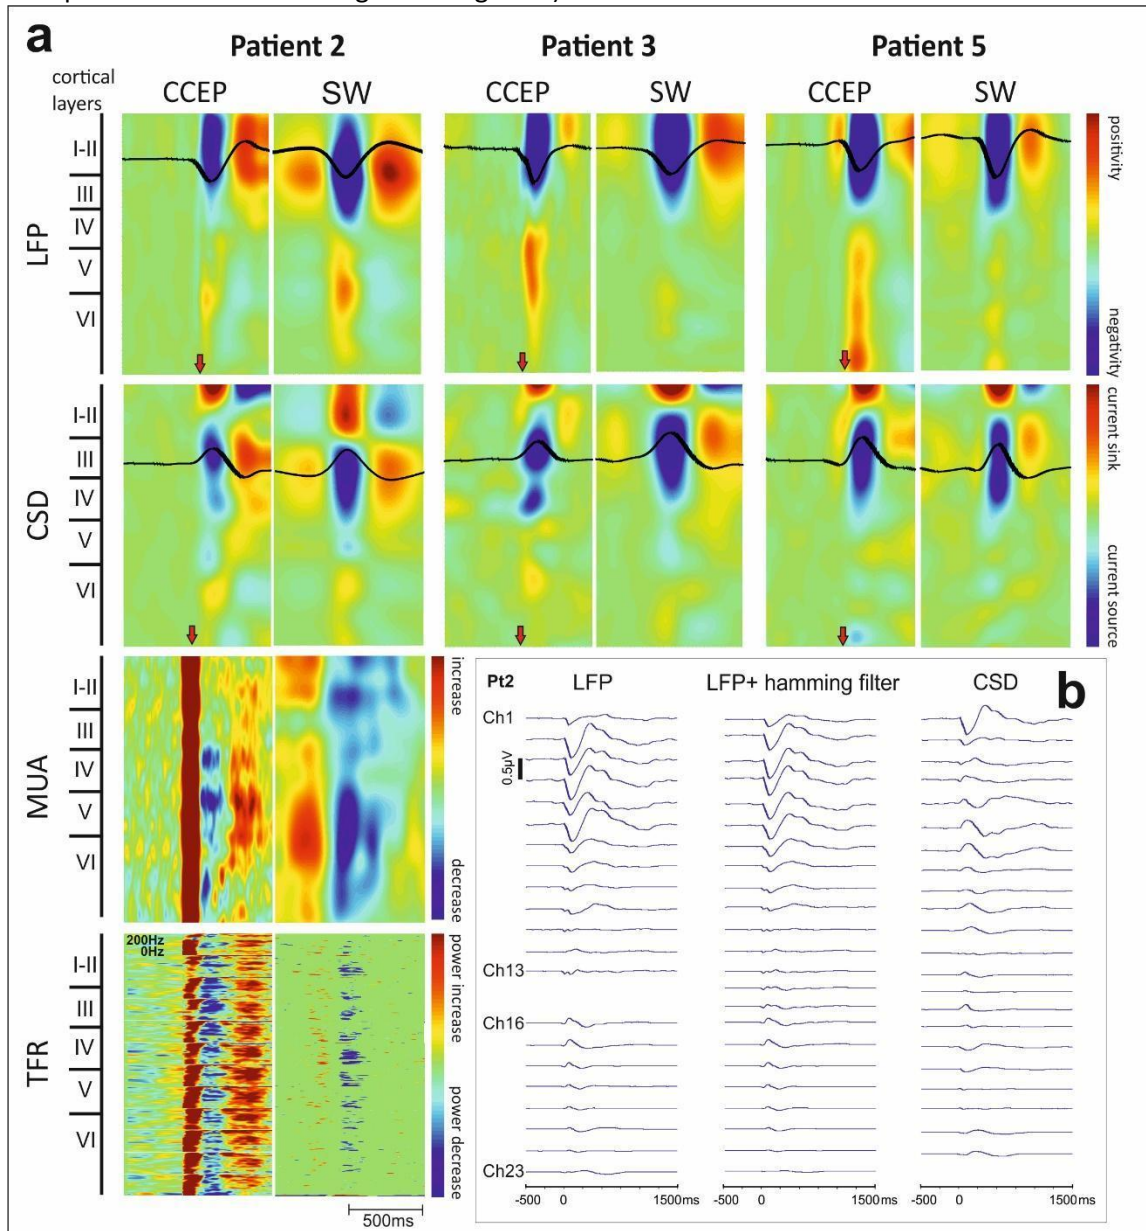 a
Patient 2 Patient 3 Patient 5
cortical
layers
CCEP SW CCEP SW CCEP SW
LFP
I-II
III
IV
V
VI
positivity
negativity
CSD
I-II
III
IV
V
VI
current sink
current source
MUA
I-II
III
IV
V
VI
increase
decrease
TFR
200Hz
0Hz
I-II
III
IV
V
VI
power increase
power decrease
500ms
b
Pt2 LFP LFP+ hamming filter CSD
Ch1
0.5μV
Ch13
Ch16
Ch23
-500 0 1500ms -500 0 1500ms -500 0 1500ms